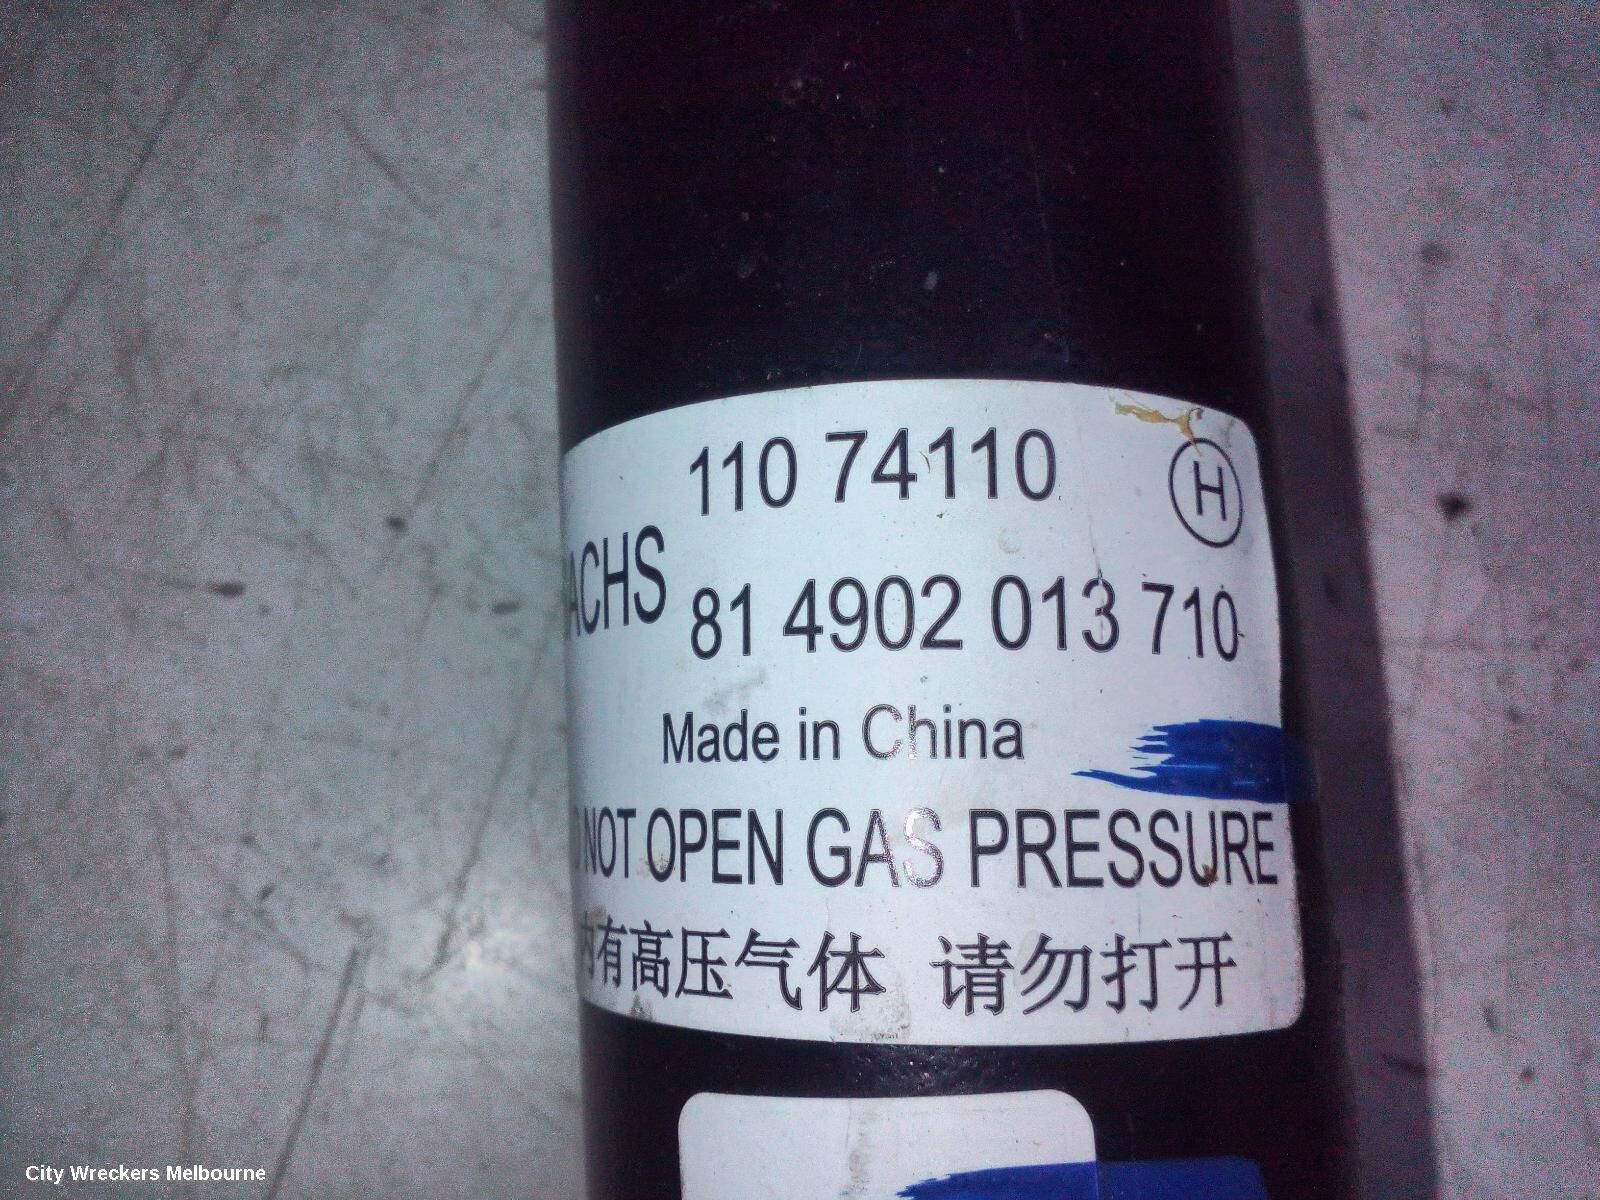 110 74110
H
ACHS
81 4902 013 710
Made in China
NOT OPEN GAS PRESSURE
内有高压气体 请勿打开
City Wreckers Melbourne